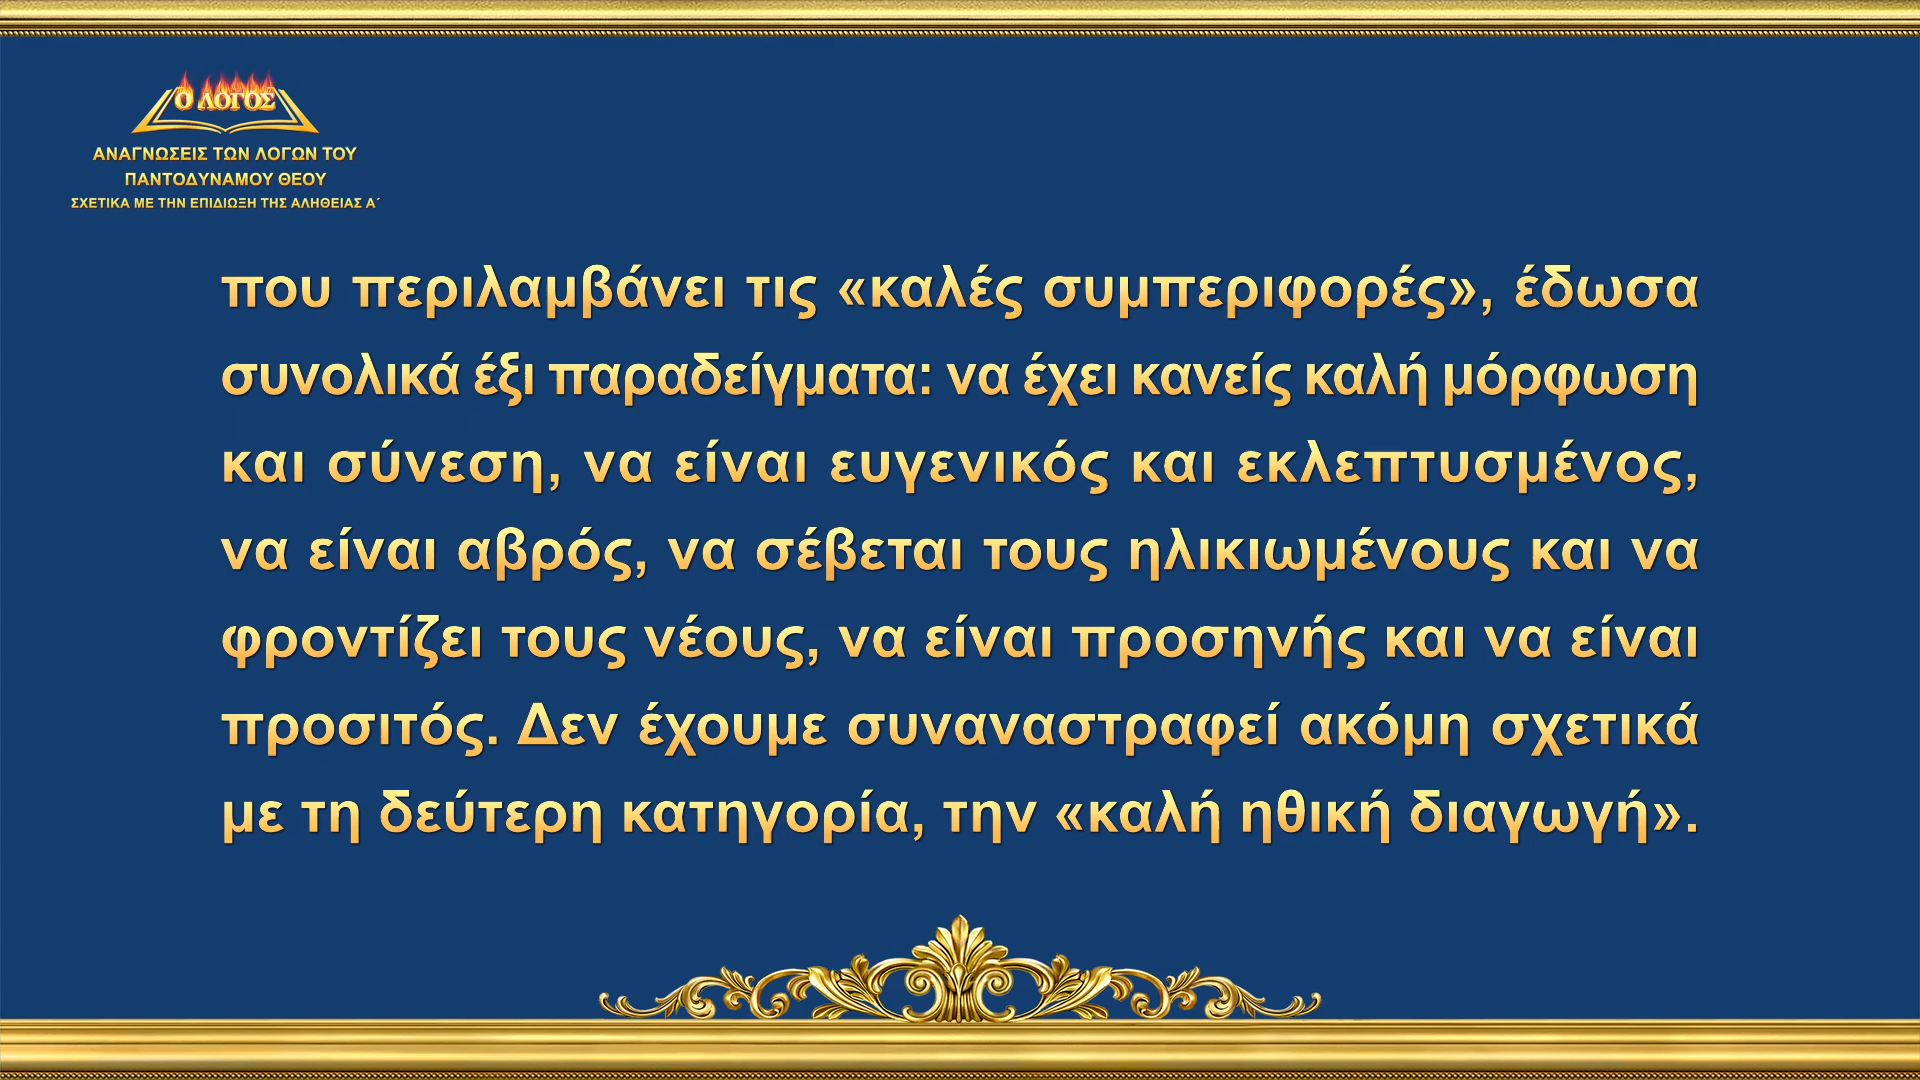 Ο ΛΟΓΟΣ
ΑΝΑΓΝΩΣΕΙΣ ΤΩΝ ΛΟΓΩΝ ΤΟΥ
ΠΑΝΤΟΔΥΝΑΜΟΥ ΘΕΟΥ
ΣΧΕΤΙΚΑ ΜΕ ΤΗΝ ΕΠΙΔΙΩΞΗ ΤΗΣ ΑΛΗΘΕΙΑΣ Α΄
που περιλαμβάνει τις «καλές συμπεριφορές», έδωσα
συνολικά έξι παραδείγματα: να έχει κανείς καλή μόρφωση
και σύνεση, να είναι ευγενικός και εκλεπτυσμένος,
να είναι αβρός, να σέβεται τους ηλικιωμένους και να
φροντίζει τους νέους, να είναι προσηνής και να είναι
προσιτός. Δεν έχουμε συναναστραφεί ακόμη σχετικά
με τη δεύτερη κατηγορία, την «καλή ηθική διαγωγή».